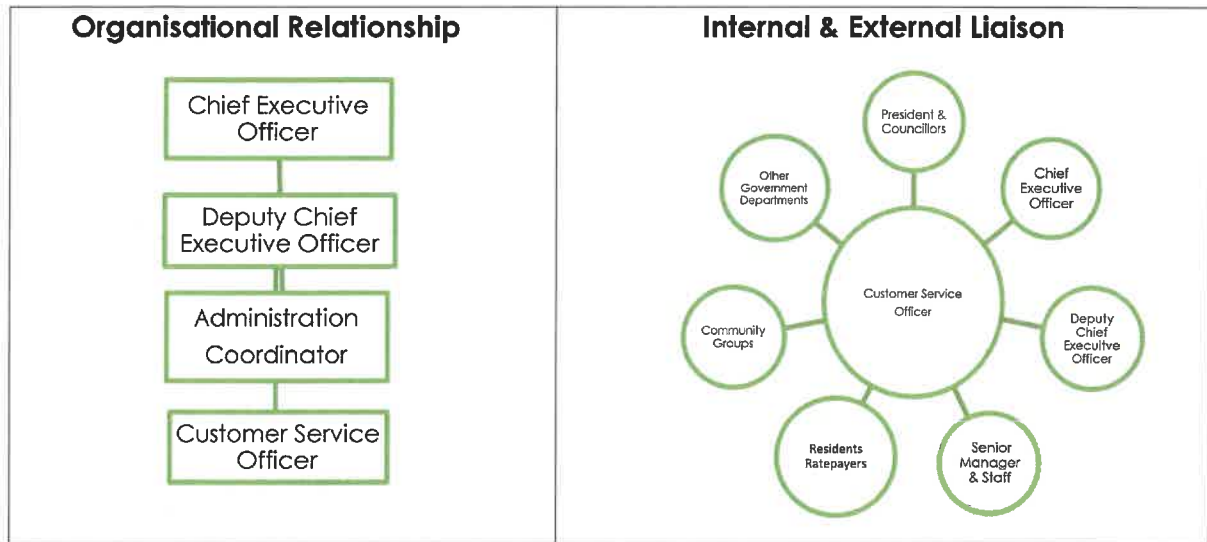 Organisational Relationship
Chief Executive
Officer
Deputy Chief
Executive Officer
Administration
Coordinator
Customer Service
Officer
Internal & External Liaison
President &
Councillors
Chief
Executive
Officer
Deputy
Chief
Execuitve
Officer
Senior
Manager
& Staff
Residents
Ratepayers
Community
Groups
Other
Government
Departments
Customer Service
Officer